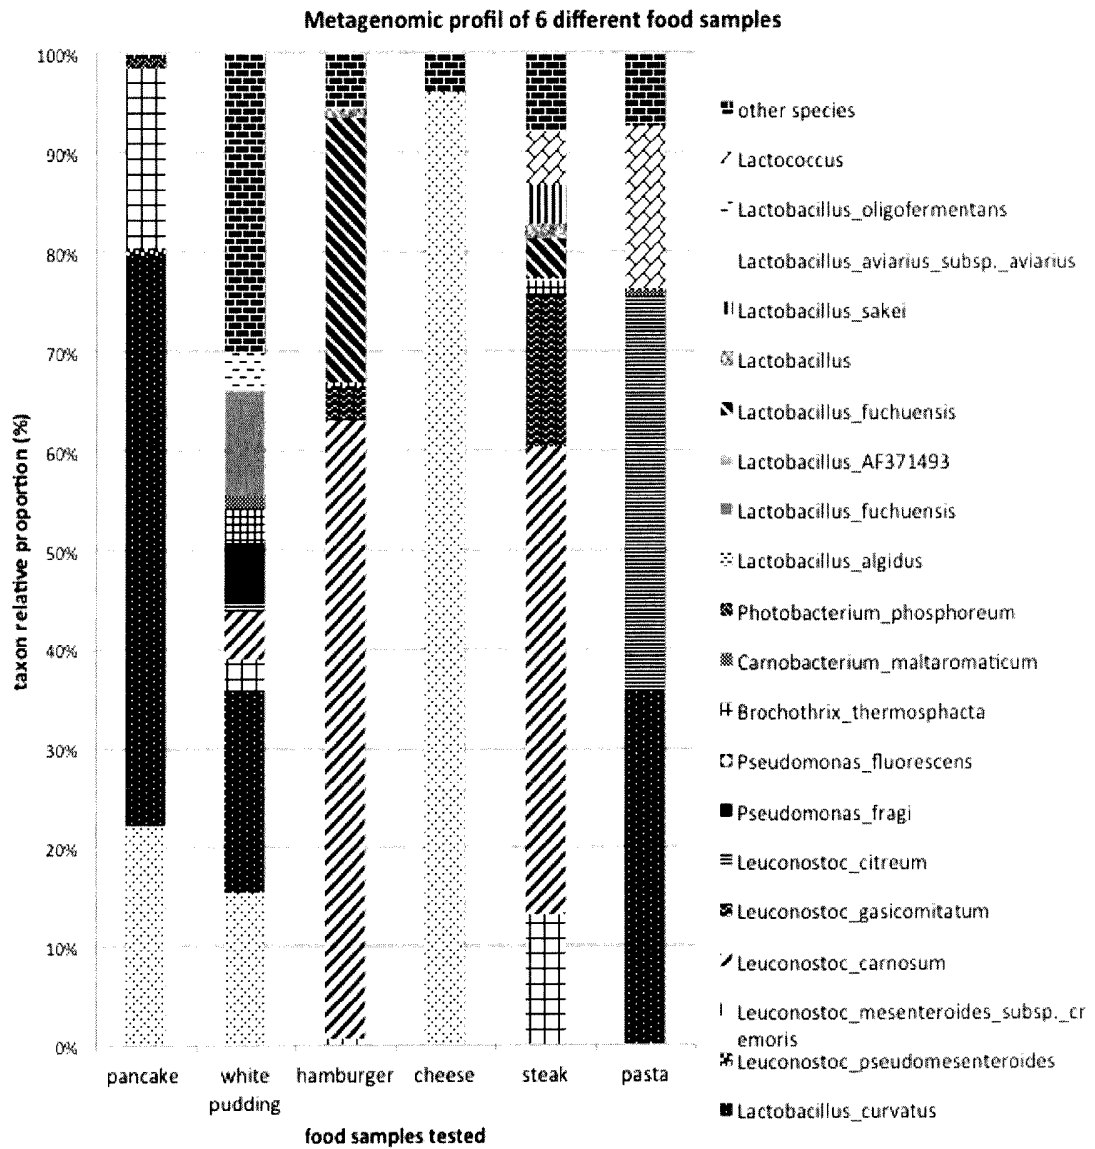 Metagenomic profil of 6 different food samples
100%
90%
80%
70%
60%
50%
40%
30%
20%
10%
0%
taxon relative proportion (%)
pancake
white
pudding
hamburger
cheese
steak
pasta
food samples tested
other species
Lactococcus
Lactobacillus_oligofermentans
Lactobacillus_aviarius_subsp._aviarius
Lactobacillus_sakei
Lactobacillus
Lactobacillus_fuchuensis
Lactobacillus_AF371493
Lactobacillus_fuchuensis
Lactobacillus_algidus
Photobacterium_phosphoreum
Carnobacterium_maltaromaticum
Brochothrix_thermosphacta
Pseudomonas_fluorescens
Pseudomonas_fragi
Leuconostoc_citreum
Leuconostoc_gasicomitatum
Leuconostoc_carnosum
Leuconostoc_mesenteroides_subsp._cr
emoris
Leuconostoc_pseudomesenteroides
Lactobacillus_curvatus